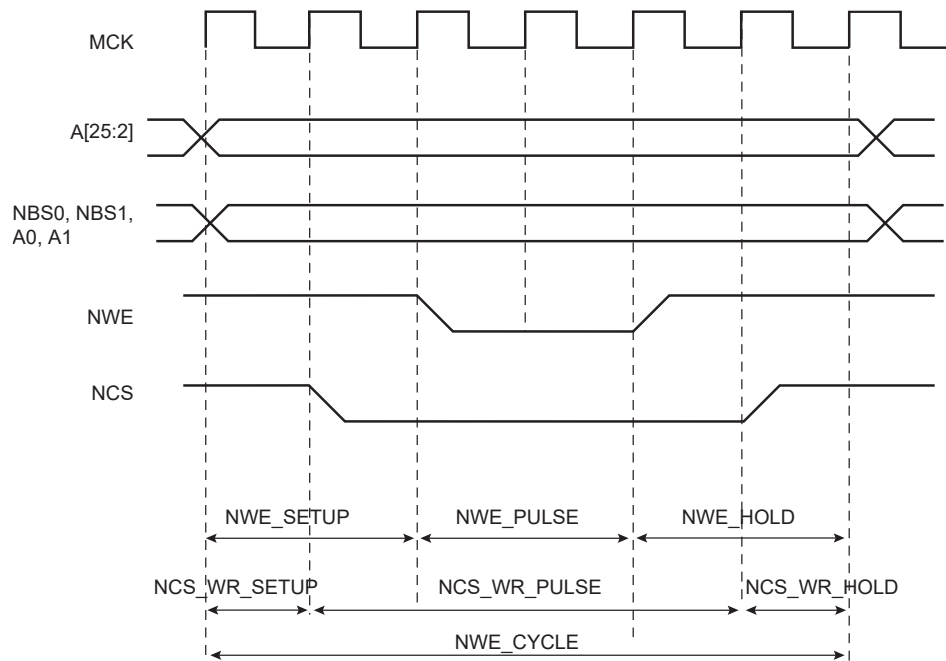 MCK
A[25:2]
NBS0, NBS1,
A0, A1
NWE
NCS
NWE_SETUP
NWE_PULSE
NWE_HOLD
NCS_WR_SETUP
NCS_WR_PULSE
NCS_WR_HOLD
NWE_CYCLE